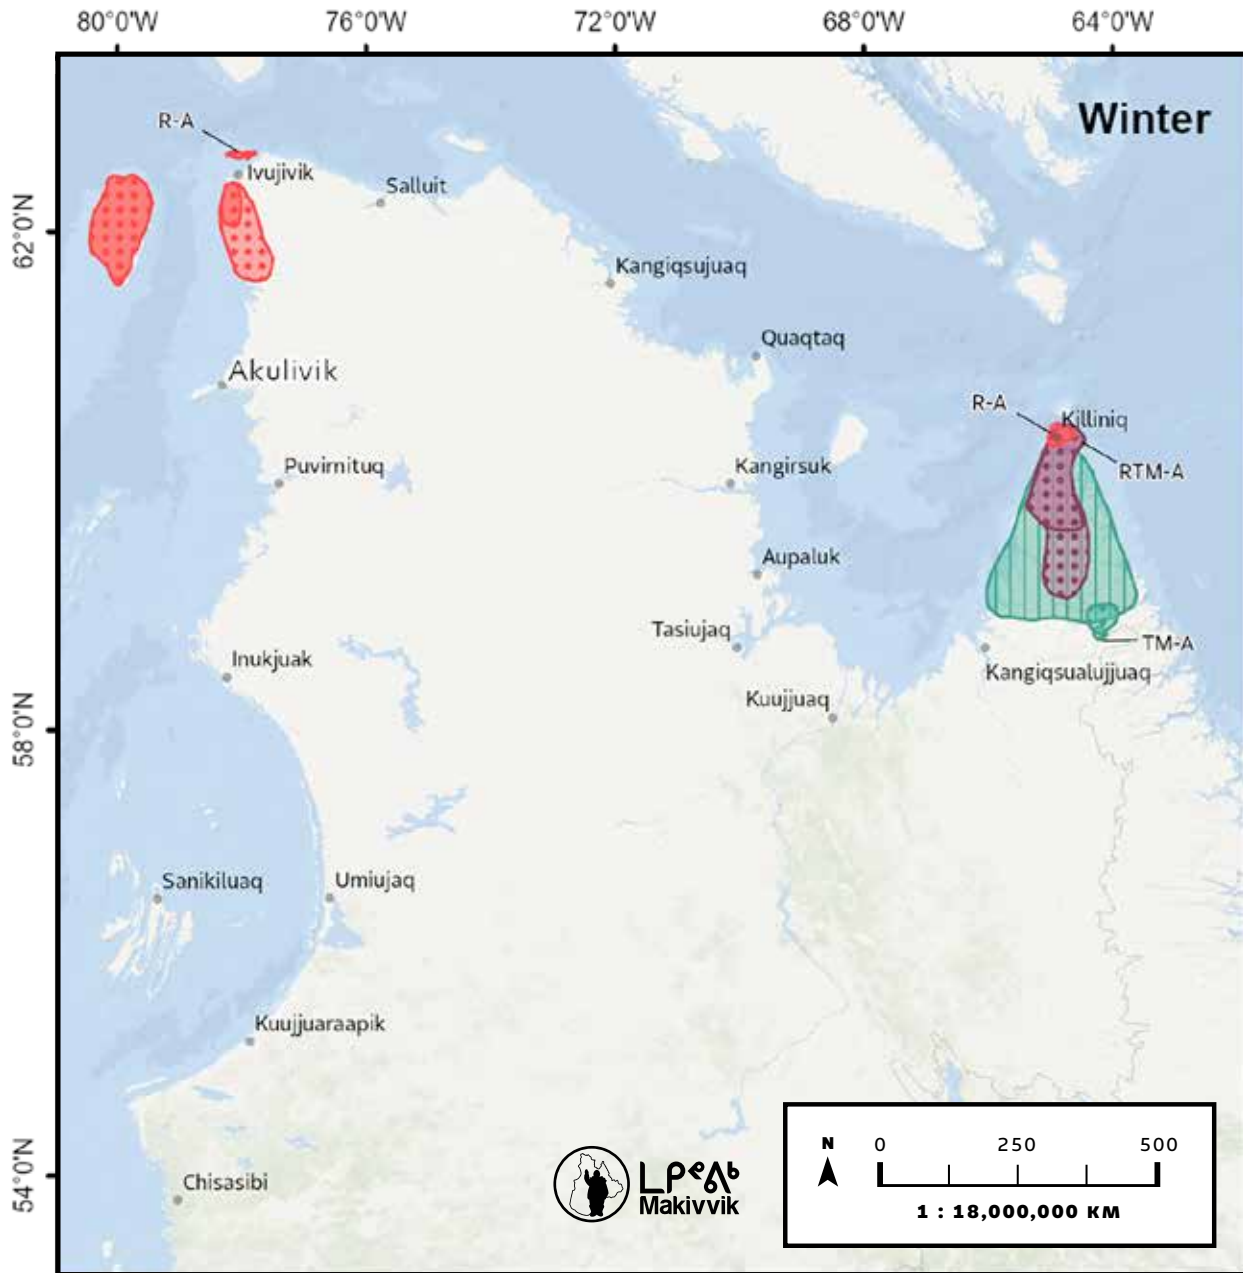 80°0'W 76°0'W 72°0'W 68°0'W 64°0'W
Winter
R-A
Ivujivik
Salluit
62°0'N
Kangiqsujuaq
Quaqtaq
Akulivik
R-A
Killiniq
Puvirnituq
Kangirsuk
RTM-A
Aupaluk
Tasiujaq
TM-A
Inukjuak
Kangiqsualujjuaq
Kuujjuaq
58°0'N
Sanikiluaq
Umiujaq
Kuujjuaraapik
54°0'N
Chisasibi
ᒪᑭᕝᕕᒃ
Makivvik
N 0 250 500
1 : 18,000,000 KM